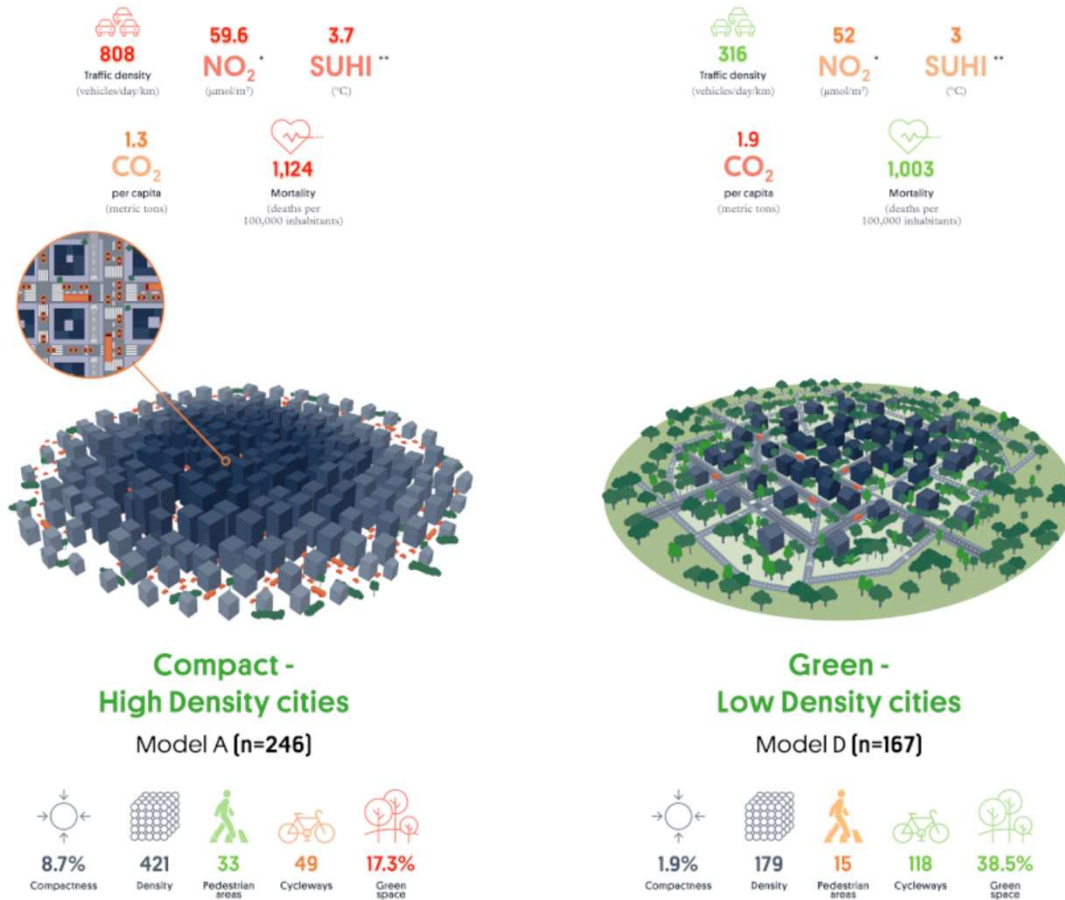 808
Traffic density
(vehicles/day/km)
59.6
NO₂ *
(µmol/m²)
3.7
SUHI **
(°C)
1.3
CO₂
per capita
(metric tons)
1,124
Mortality
(deaths per
100,000 inhabitants)
316
Traffic density
(vehicles/day/km)
52
NO₂ *
(µmol/m²)
3
SUHI **
(°C)
1.9
CO₂
per capita
(metric tons)
1,003
Mortality
(deaths per
100,000 inhabitants)
Compact -
High Density cities
Model A (n=246)
8.7%
Compactness
421
Density
33
Pedestrian
areas
49
Cycleways
17.3%
Green
space
Green -
Low Density cities
Model D (n=167)
1.9%
Compactness
179
Density
15
Pedestrian
areas
118
Cycleways
38.5%
Green
space